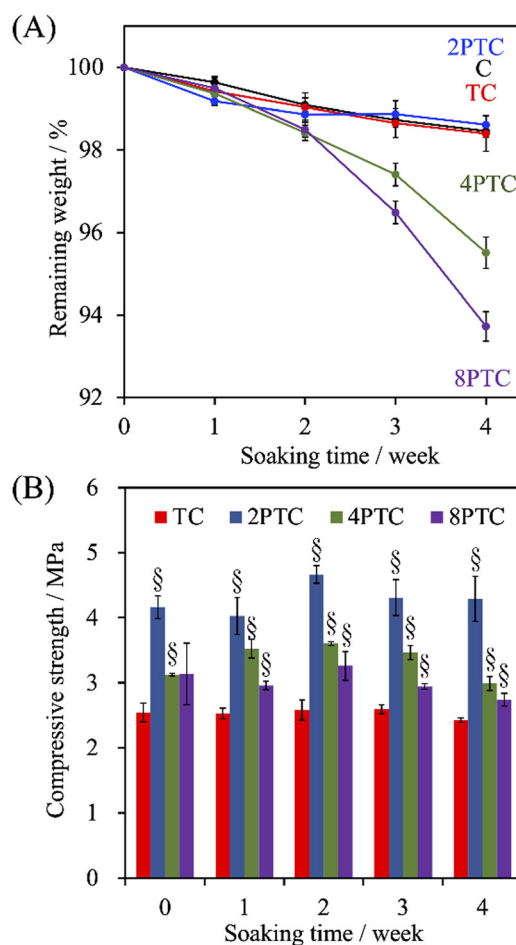 (A)
2PTC
C
TC
4PTC
8PTC
Remaining weight / %
100
98
96
94
92
0 1 2 3 4
Soaking time / week
(B)
TC 2PTC 4PTC 8PTC
Compressive strength / MPa
6
5
4
3
2
1
0
§ § § § § § § § § § § § § §
0 1 2 3 4
Soaking time / week